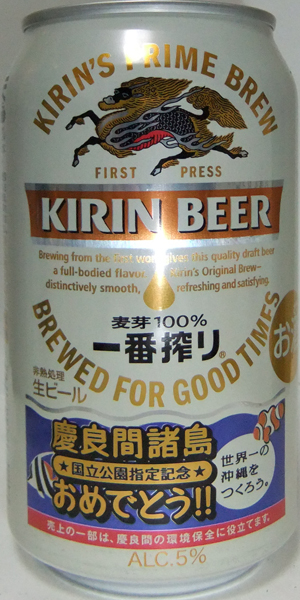 KIRIN'S PRIME BREW
FIRST PRESS
KIRIN BEER
Brewing from the first wort gives this quality draft beer
a full-bodied flavor. Kirin's Original Brew–
distinctively smooth, refreshing and satisfying.
麦芽100%
一番搾り®
非熱処理
生ビール
BREWED FOR GOOD TIMES
お酒
慶良間諸島
★国立公園指定記念★
おめでとう!!
世界一の
沖縄を
つくろう。
売上の一部は、慶良間の環境保全に役立てます。
ALC.5%